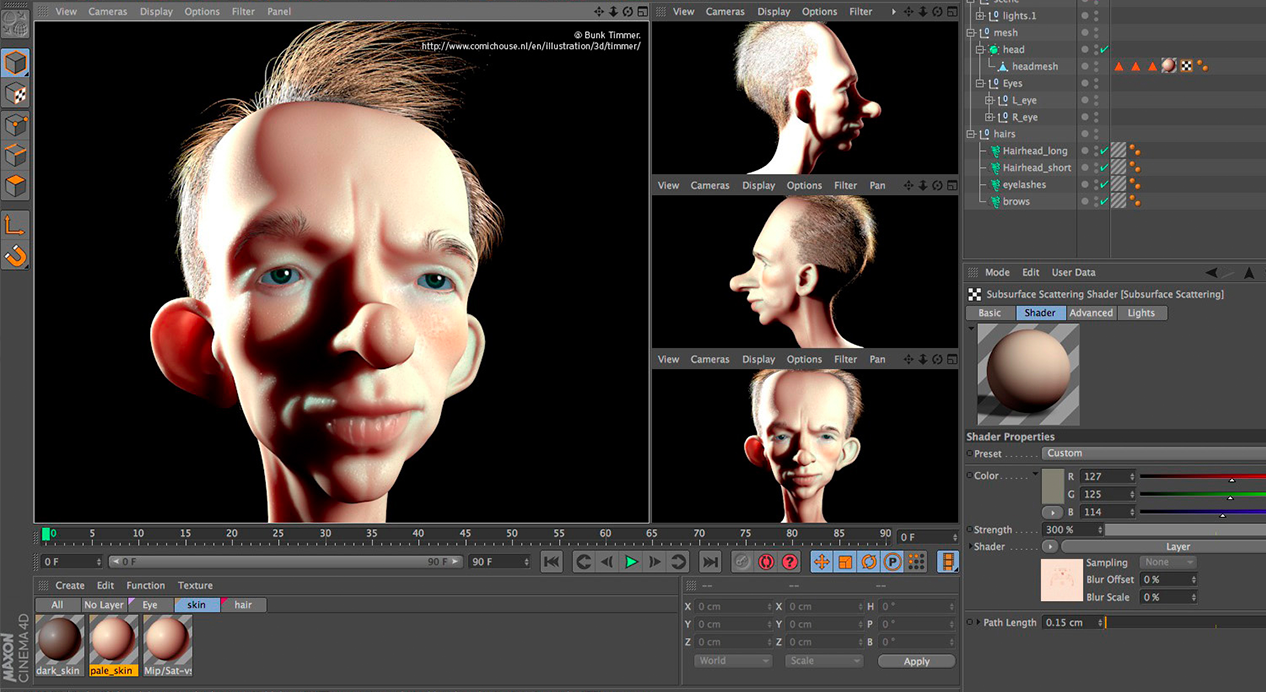 View Cameras Display Options Filter Panel
© Bunk Timmer.
http://www.comichouse.nl/en/illustration/3d/timmer/
View Cameras Display Options Filter
View Cameras Display Options Filter Pan
View Cameras Display Options Filter Pan
scene
lights.1
mesh
head
headmesh
Eyes
L_eye
R_eye
hairs
Hairhead_long
Hairhead_short
eyelashes
brows
Mode Edit User Data
Subsurface Scattering Shader [Subsurface Scattering]
Basic Shader Advanced Lights
Shader Properties
Preset Custom
Color R 127
G 125
B 114
Strength 300 %
Shader Layer
Sampling None
Blur Offset 0 %
Blur Scale 0 %
Path Length 0.15 cm
0 5 10 15 20 25 30 35 40 45 50 55 60 65 70 75 80 85 90 0 F
0 F 0 F 90 F 90 F
Create Edit Function Texture
All No Layer Eye skin hair
dark_skin pale_skin Mip/Sat-vs
-- -- --
X 0 cm X 0 cm H 0 °
Y 0 cm Y 0 cm P 0 °
Z 0 cm Z 0 cm B 0 °
World Scale Apply
MAXON
CINEMA 4D